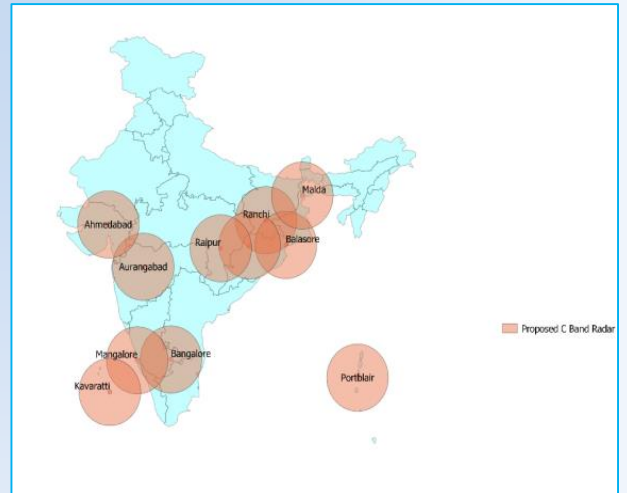 Malda
Ranchi
Ahmedabad
Balasore
Raipur
Aurangabad
Proposed C Band Radar
Mangalore
Bangalore
Portblair
Kavaratti